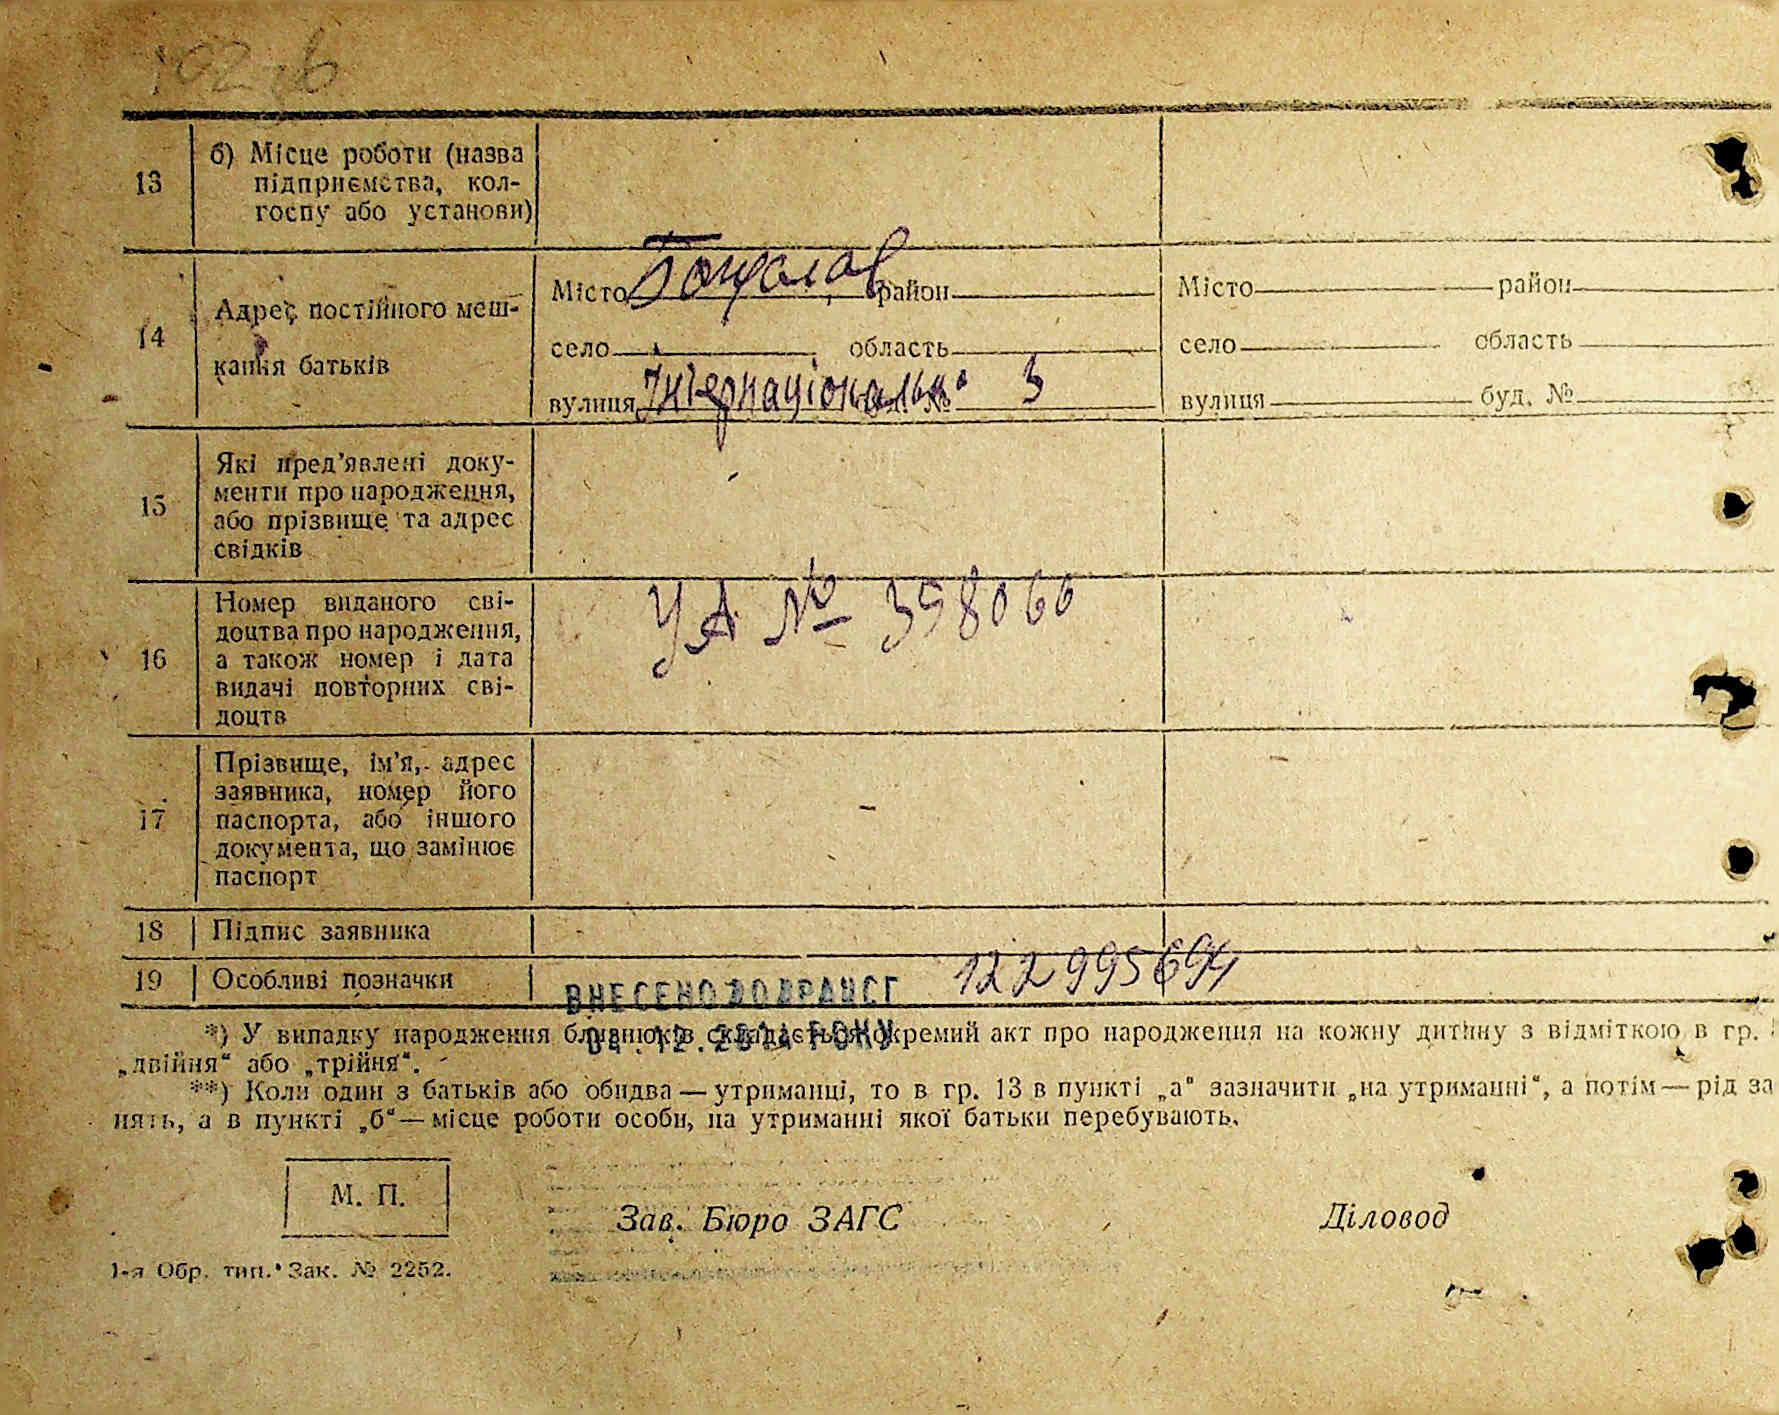 13
б) Місце роботи (назва
підприємства, кол-
госпу або установи)
14
Адрес постійного меш-
кання батьків
Місто район
село область
вулиця Інтернаціональна № 3
Місто район
село область
вулиця буд. №
15
Які пред’явлені доку-
менти про народження,
або прізвище та адрес
свідків
16
Номер виданого сві-
доцтва про народження,
а також номер і дата
видачі повторних сві-
доцтв
УА № 398066
17
Прізвище, ім’я, адрес
заявника, номер його
паспорта, або іншого
документа, що замінює
паспорт
18 Підпис заявника
19 Особливі позначки
ВНЕСЕНО ДО ДРАЦСГ 122995694
*) У випадку народження близнюків складається окремий акт про народження на кожну дитину з відміткою в гр.
„двійня“ або „трійня“.
**) Коли один з батьків або обидва — утриманці, то в гр. 13 в пункті „а“ зазначити „на утриманні“, а потім — рід за
нять, а в пункті „б“ — місце роботи особи, на утриманні якої батьки перебувають.
М. П.
Зав. Бюро ЗАГС Діловод
1-я Обр. тип. Зак. № 2252.